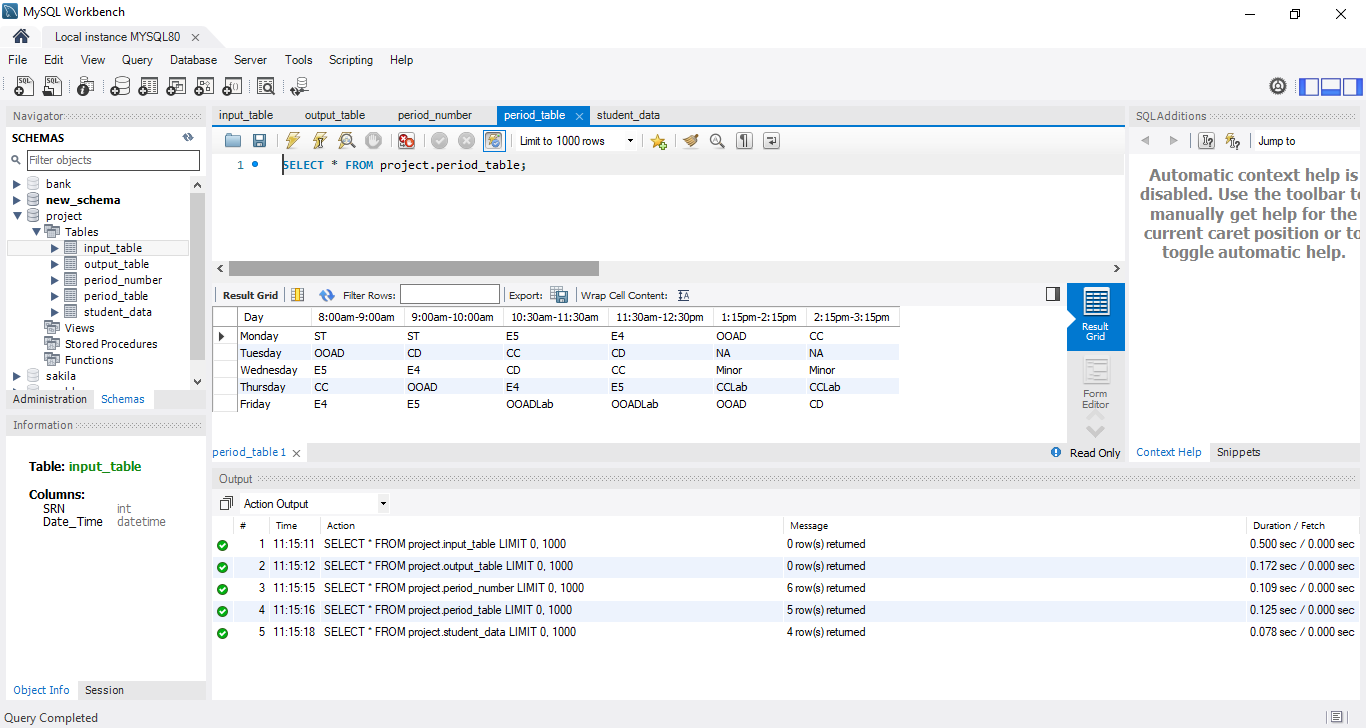 MySQL Workbench
Local instance MYSQL80
File Edit View Query Database Server Tools Scripting Help
Navigator
SCHEMAS
Filter objects
bank
new_schema
project
Tables
input_table
output_table
period_number
period_table
student_data
Views
Stored Procedures
Functions
sakila
Administration Schemas
Information
Table: input_table
Columns:
SRN int
Date_Time datetime
Object Info Session
input_table output_table period_number period_table student_data
Limit to 1000 rows
1 SELECT * FROM project.period_table;
Result Grid Filter Rows: Export: Wrap Cell Content:
Day 8:00am-9:00am 9:00am-10:00am 10:30am-11:30am 11:30am-12:30pm 1:15pm-2:15pm 2:15pm-3:15pm
Monday ST ST E5 E4 OOAD CC
Tuesday OOAD CD CC CD NA NA
Wednesday E5 E4 CD CC Minor Minor
Thursday CC OOAD E4 E5 CCLab CCLab
Friday E4 E5 OOADLab OOADLab OOAD CD
Result
Grid
Form
Editor
period_table 1
Read Only
SQLAdditions
Jump to
Automatic context help is
disabled. Use the toolbar to
manually get help for the
current caret position or to
toggle automatic help.
Context Help Snippets
Output
Action Output
# Time Action Message Duration / Fetch
1 11:15:11 SELECT * FROM project.input_table LIMIT 0, 1000 0 row(s) returned 0.500 sec / 0.000 sec
2 11:15:12 SELECT * FROM project.output_table LIMIT 0, 1000 0 row(s) returned 0.172 sec / 0.000 sec
3 11:15:15 SELECT * FROM project.period_number LIMIT 0, 1000 6 row(s) returned 0.109 sec / 0.000 sec
4 11:15:16 SELECT * FROM project.period_table LIMIT 0, 1000 5 row(s) returned 0.125 sec / 0.000 sec
5 11:15:18 SELECT * FROM project.student_data LIMIT 0, 1000 4 row(s) returned 0.078 sec / 0.000 sec
Query Completed